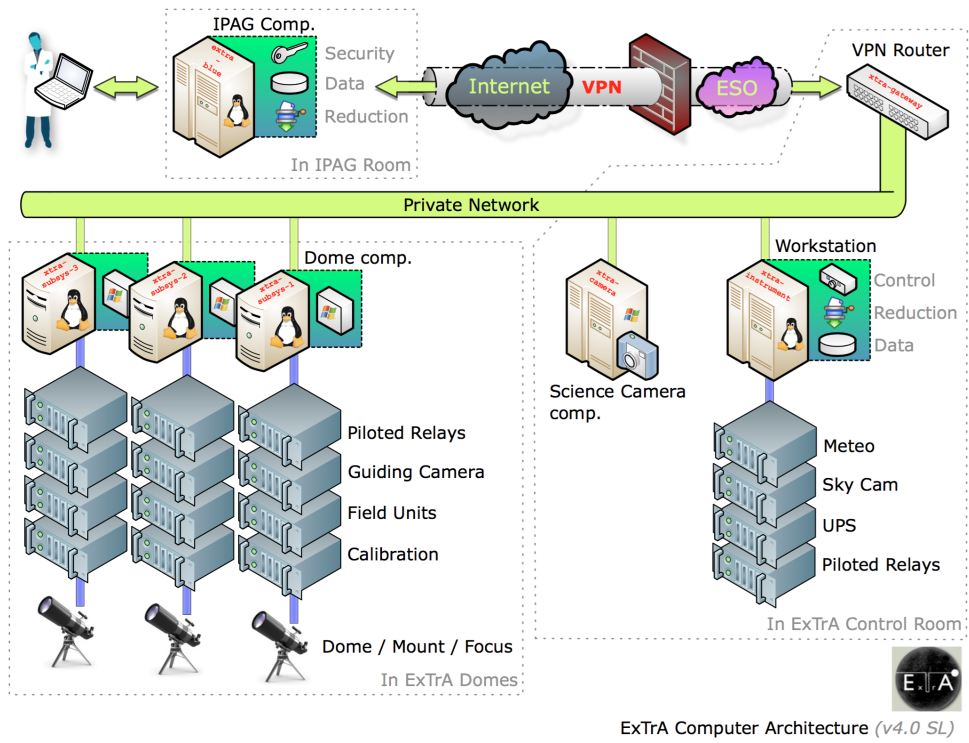 IPAG Comp.
extra
-
blue
Security
Data
Reduction
In IPAG Room
Internet
VPN
ESO
VPN Router
xtra-gateway
Private Network
xtra-
subsys-3
xtra-
subsys-2
xtra-
subsys-1
Dome comp.
xtra-
camera
Science Camera
comp.
Workstation
xtra-
instrument
Control
Reduction
Data
Piloted Relays
Guiding Camera
Field Units
Calibration
Dome / Mount / Focus
In ExTrA Domes
Meteo
Sky Cam
UPS
Piloted Relays
In ExTrA Control Room
ExTrA
ExTrA Computer Architecture (v4.0 SL)